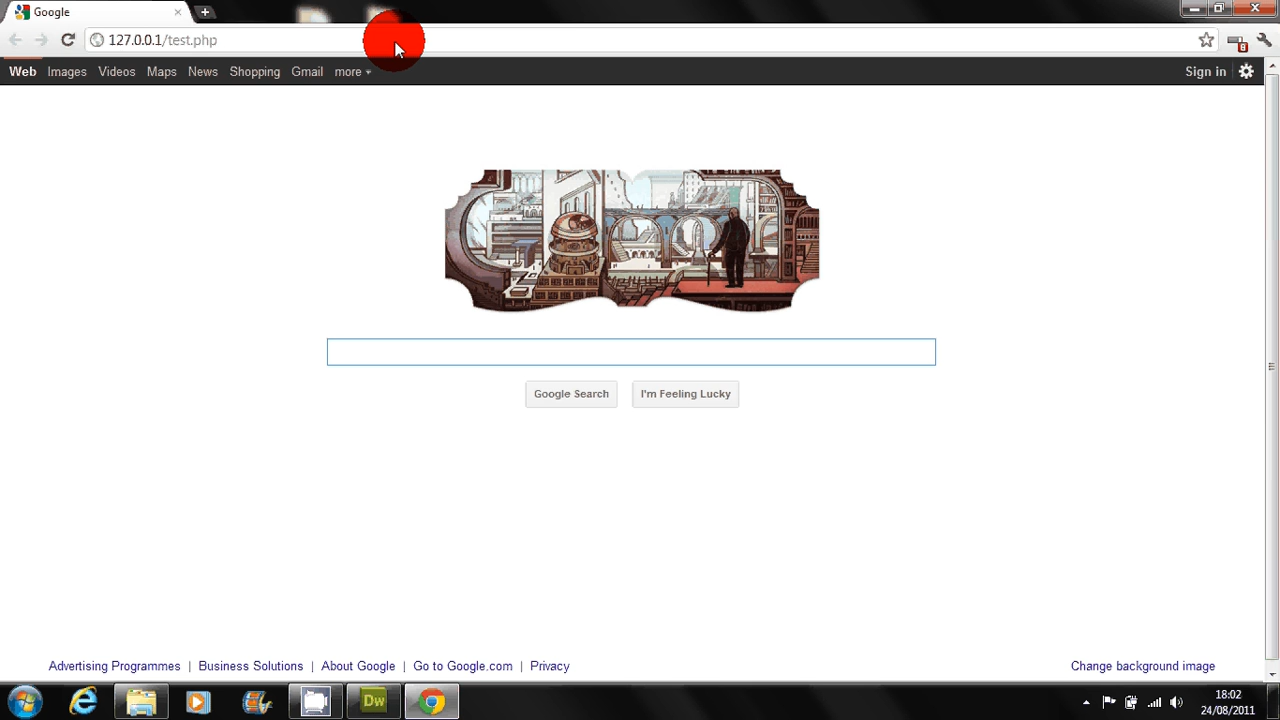 Google
127.0.0.1/test.php
Web Images Videos Maps News Shopping Gmail more Sign in
Google Search I'm Feeling Lucky
Advertising Programmes | Business Solutions | About Google | Go to Google.com | Privacy Change background image
Dw
18:02
24/08/2011